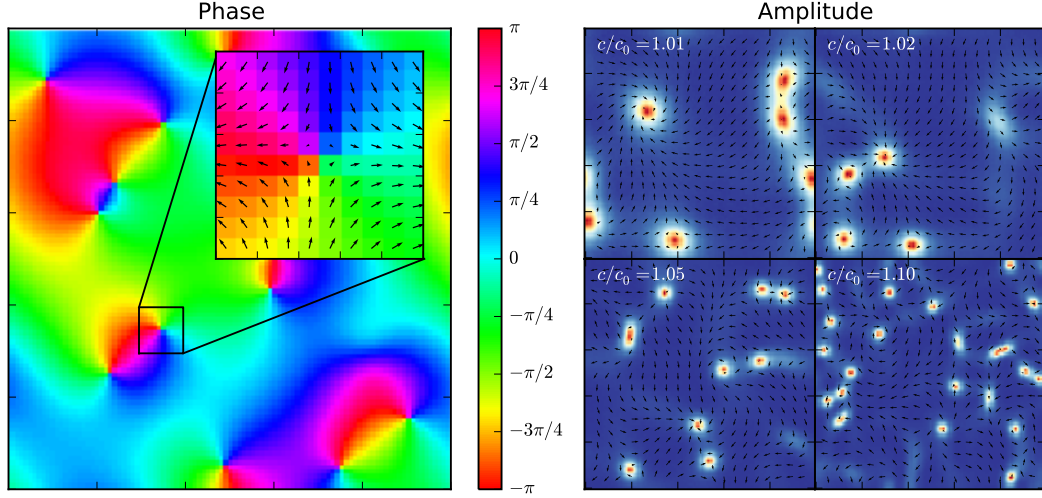 Phase
π
3π/4
π/2
π/4
0
−π/4
−π/2
−3π/4
−π
Amplitude
c/c₀ =1.01
c/c₀ =1.02
c/c₀ =1.05
c/c₀ =1.10